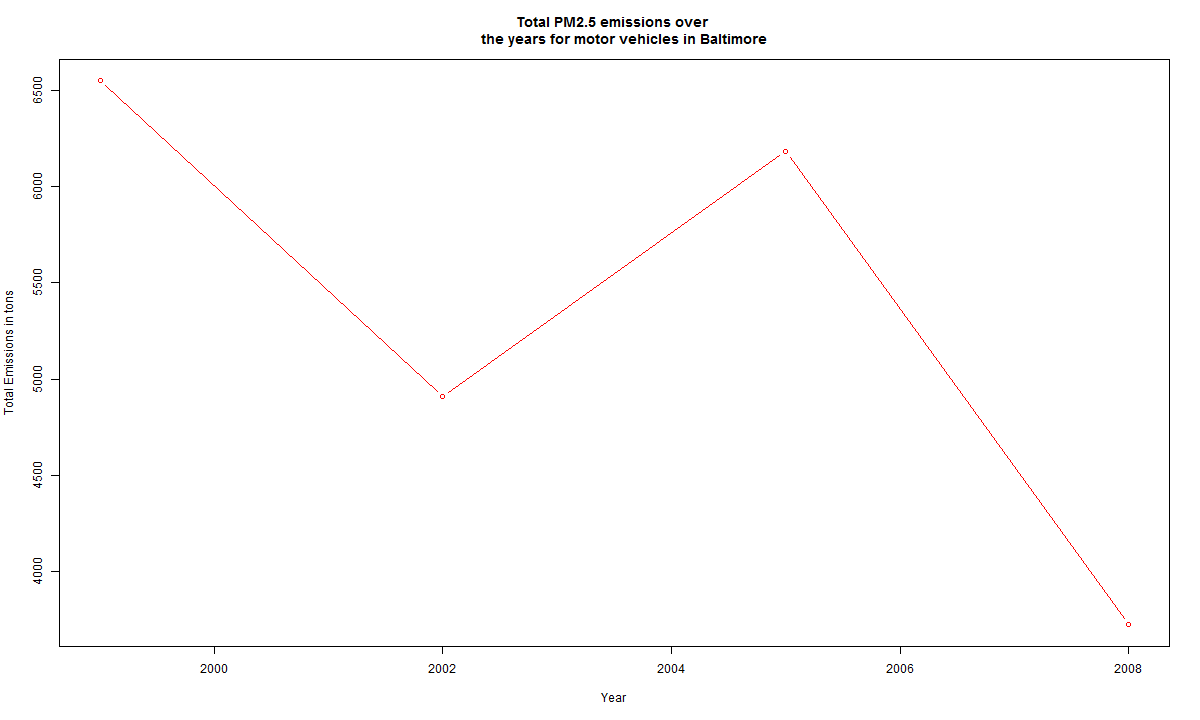 Total PM2.5 emissions over
the years for motor vehicles in Baltimore
Total Emissions in tons
6500
6000
5500
5000
4500
4000
2000
2002
2004
2006
2008
Year